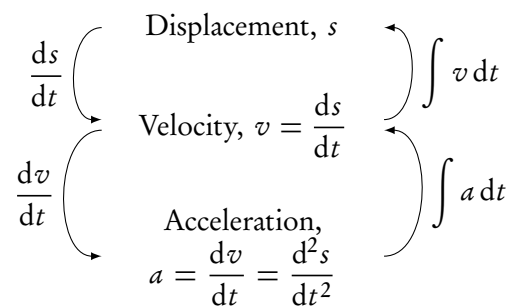 Displacement, s
ds/dt
∫ v dt
Velocity, v = ds/dt
dv/dt
∫ a dt
Acceleration,
a = dv/dt = d²s/dt²